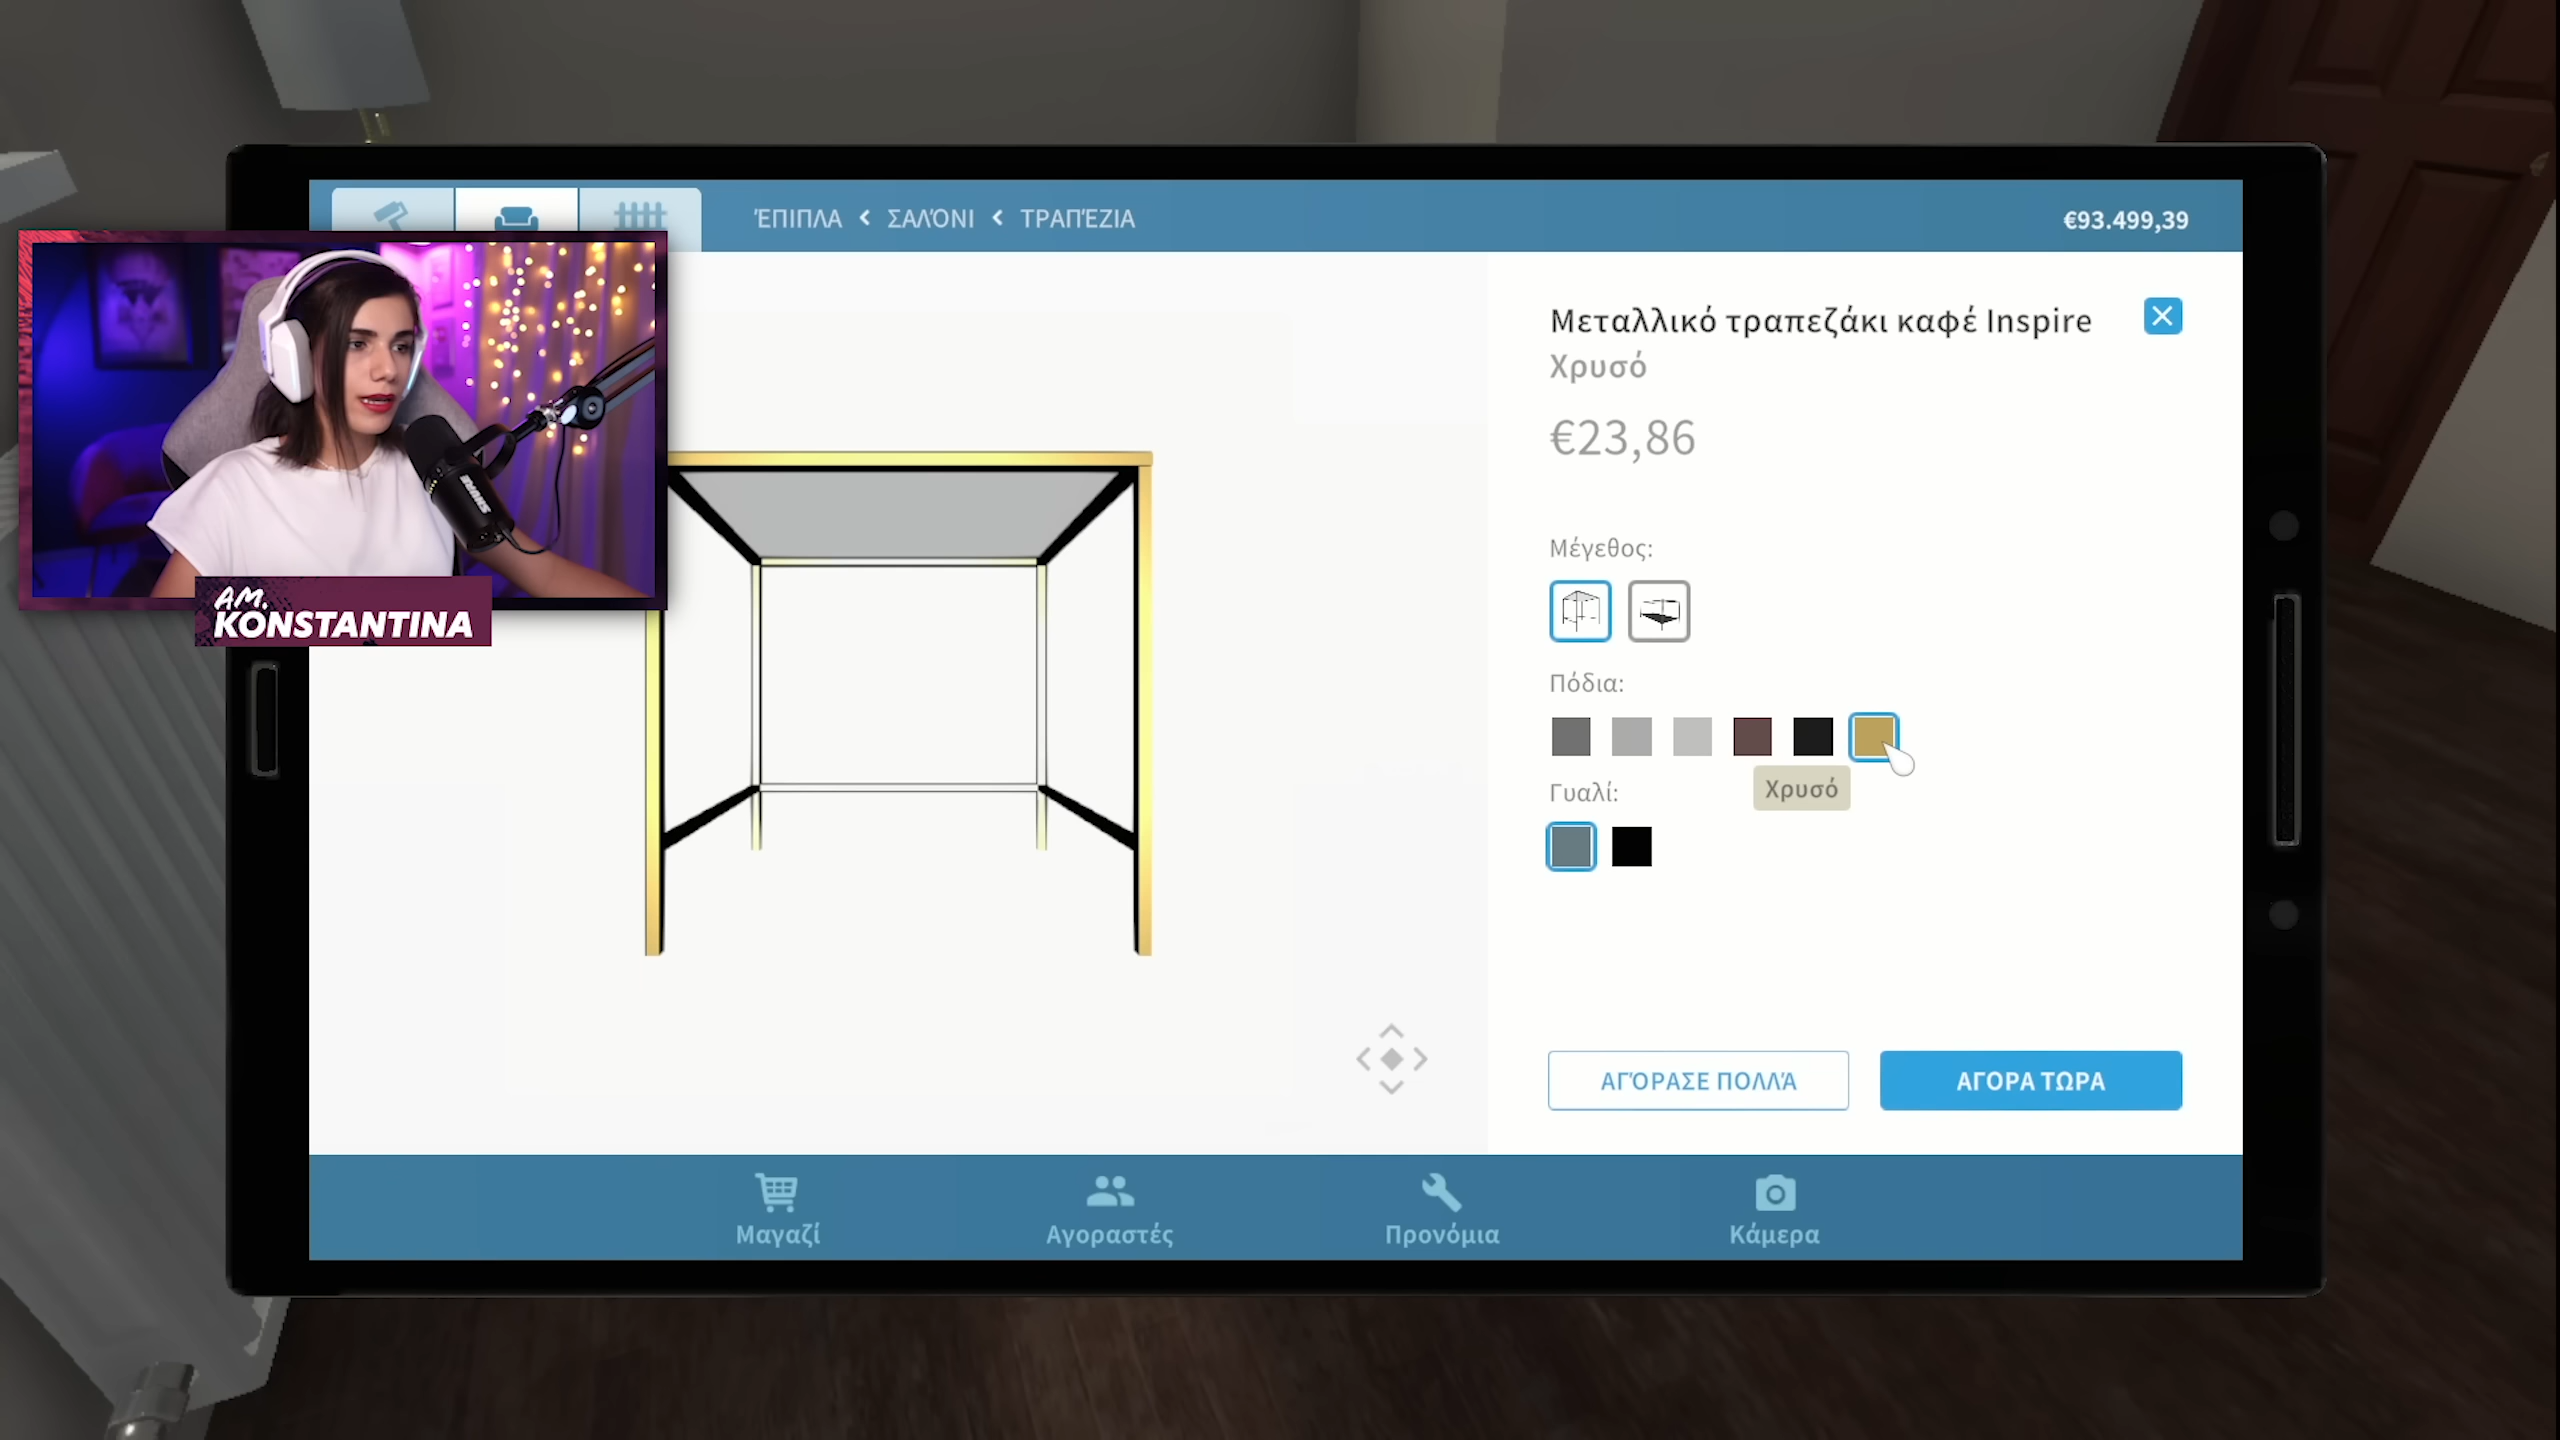 ΈΠΙΠΛΑ < ΣΑΛΌΝΙ < ΤΡΑΠΈΖΙΑ
€93.499,39
AM.
KONSTANTINA
SHURE
Μεταλλικό τραπεζάκι καφέ Inspire
Χρυσό
€23,86
Μέγεθος:
Πόδια:
Χρυσό
Γυαλί:
ΑΓΌΡΑΣΕ ΠΟΛΛΆ
ΑΓΟΡΑ ΤΩΡΑ
Μαγαζί
Αγοραστές
Προνόμια
Κάμερα